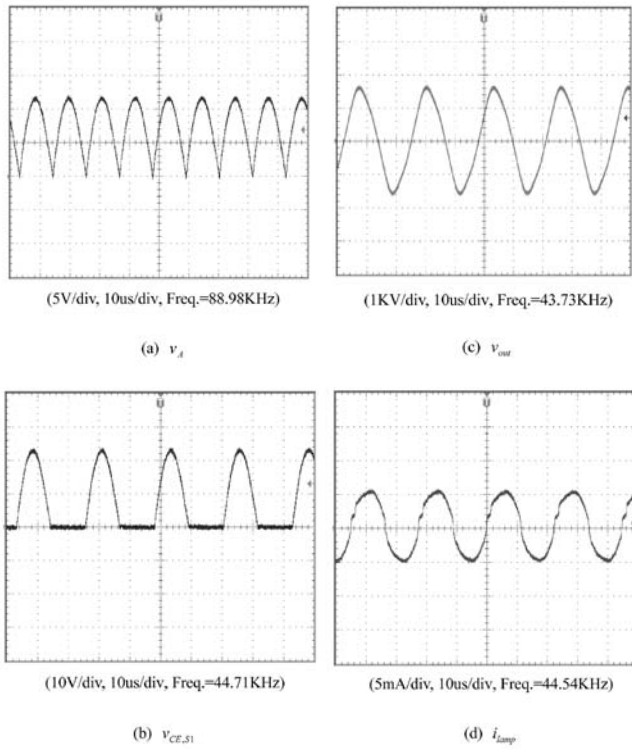 (5V/div, 10us/div, Freq.=88.98KHz)
(a) v_A
(1KV/div, 10us/div, Freq.=43.73KHz)
(c) v_out
(10V/div, 10us/div, Freq.=44.71KHz)
(b) v_CE,S1
(5mA/div, 10us/div, Freq.=44.54KHz)
(d) i_lamp